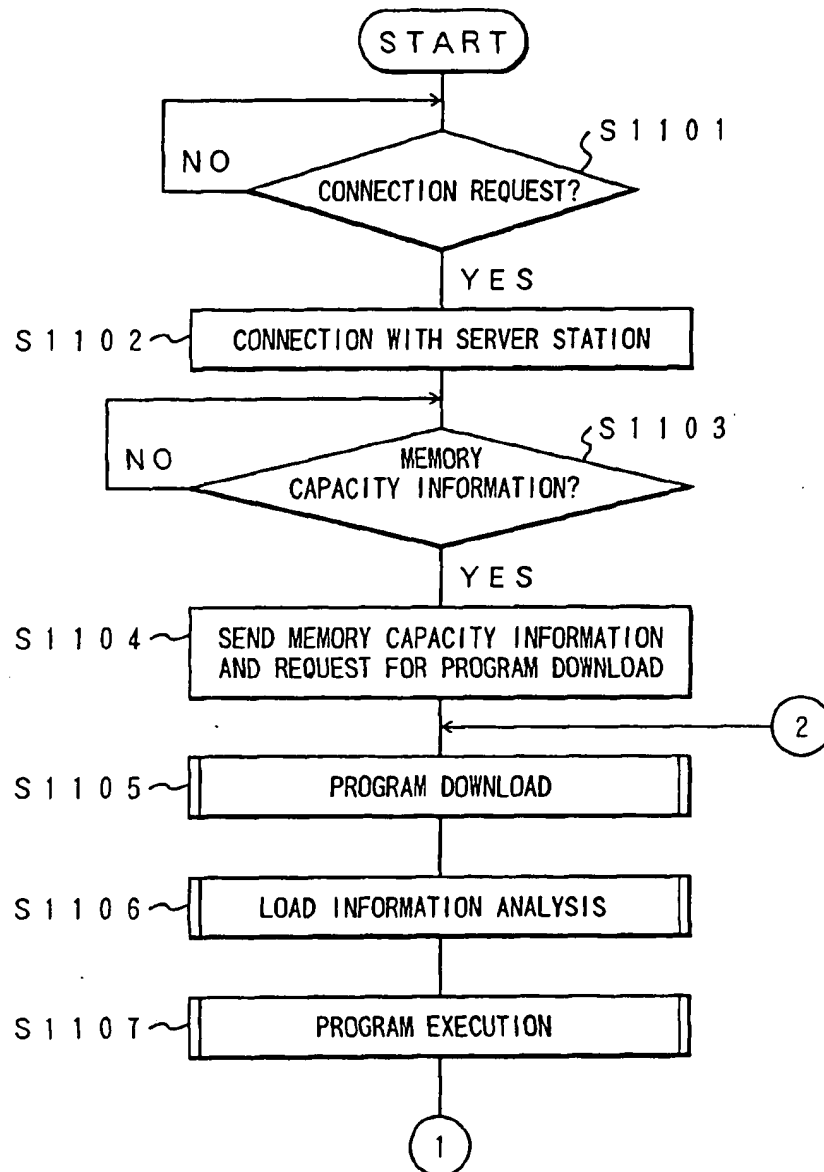 START
S1101
NO
CONNECTION REQUEST?
YES
S1102
CONNECTION WITH SERVER STATION
S1103
NO
MEMORY
CAPACITY INFORMATION?
YES
S1104
SEND MEMORY CAPACITY INFORMATION
AND REQUEST FOR PROGRAM DOWNLOAD
2
S1105
PROGRAM DOWNLOAD
S1106
LOAD INFORMATION ANALYSIS
S1107
PROGRAM EXECUTION
1